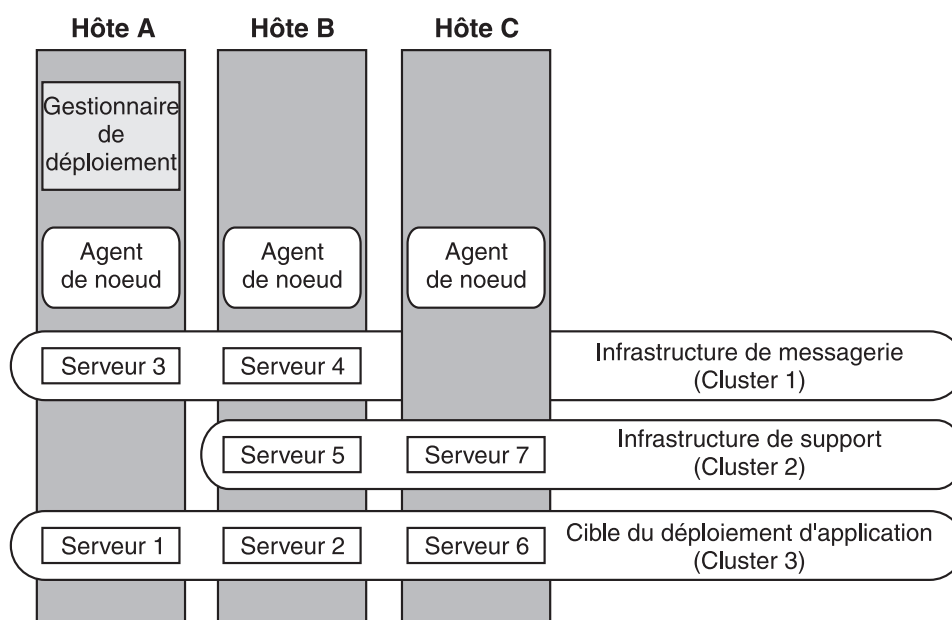 Hôte A
Hôte B
Hôte C
Gestionnaire
de
déploiement
Agent
de noeud
Agent
de noeud
Agent
de noeud
Serveur 3
Serveur 4
Infrastructure de messagerie
(Cluster 1)
Serveur 5
Serveur 7
Infrastructure de support
(Cluster 2)
Serveur 1
Serveur 2
Serveur 6
Cible du déploiement d'application
(Cluster 3)